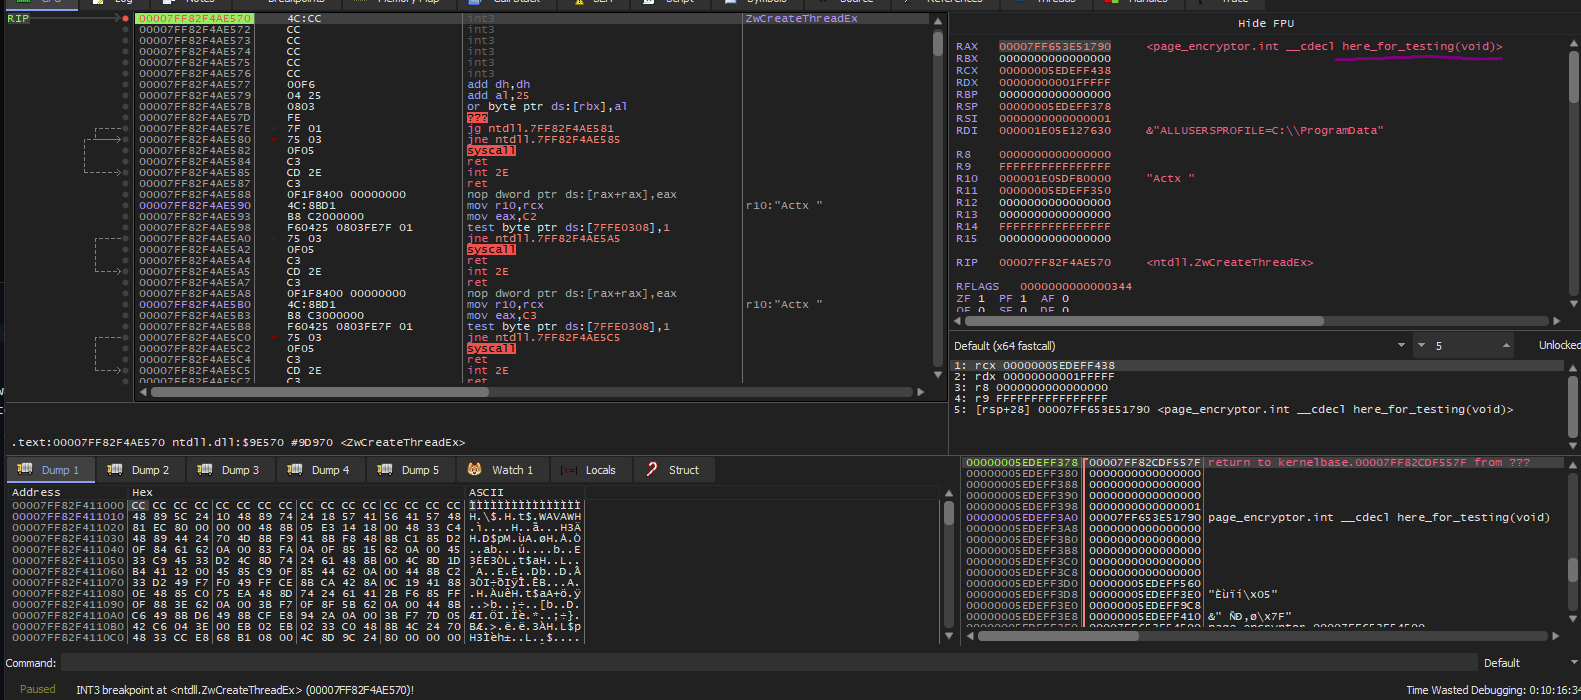 RIP
00007FF82F4AE570 4C:CC int3 ZwCreateThreadEx
00007FF82F4AE572 CC int3
00007FF82F4AE573 CC int3
00007FF82F4AE574 CC int3
00007FF82F4AE575 CC int3
00007FF82F4AE576 CC int3
00007FF82F4AE577 00F6 add dh,dh
00007FF82F4AE579 04 25 add al,25
00007FF82F4AE57B 0803 or byte ptr ds:[rbx],al
00007FF82F4AE57D FE ???
00007FF82F4AE57E 7F 01 jg ntdll.7FF82F4AE581
00007FF82F4AE580 75 03 jne ntdll.7FF82F4AE585
00007FF82F4AE582 0F05 syscall
00007FF82F4AE584 C3 ret
00007FF82F4AE585 CD 2E int 2E
00007FF82F4AE587 C3 ret
00007FF82F4AE588 0F1F8400 00000000 nop dword ptr ds:[rax+rax],eax
00007FF82F4AE590 4C:8BD1 mov r10,rcx r10:"Actx "
00007FF82F4AE593 B8 C2000000 mov eax,C2
00007FF82F4AE598 F60425 0803FE7F 01 test byte ptr ds:[7FFE0308],1
00007FF82F4AE5A0 75 03 jne ntdll.7FF82F4AE5A5
00007FF82F4AE5A2 0F05 syscall
00007FF82F4AE5A4 C3 ret
00007FF82F4AE5A5 CD 2E int 2E
00007FF82F4AE5A7 C3 ret
00007FF82F4AE5A8 0F1F8400 00000000 nop dword ptr ds:[rax+rax],eax
00007FF82F4AE5B0 4C:8BD1 mov r10,rcx r10:"Actx "
00007FF82F4AE5B3 B8 C3000000 mov eax,C3
00007FF82F4AE5B8 F60425 0803FE7F 01 test byte ptr ds:[7FFE0308],1
00007FF82F4AE5C0 75 03 jne ntdll.7FF82F4AE5C5
00007FF82F4AE5C2 0F05 syscall
00007FF82F4AE5C4 C3 ret
00007FF82F4AE5C5 CD 2E int 2E
00007FF82F4AE5C7 C3 ret
.text:00007FF82F4AE570 ntdll.dll:$9E570 #9D970 <ZwCreateThreadEx>
Hide FPU
RAX 00007FF653E51790 <page_encryptor.int __cdecl here_for_testing(void)>
RBX 0000000000000000
RCX 00000005EDEFF438
RDX 00000000001FFFFF
RBP 0000000000000000
RSP 00000005EDEFF378
RSI 0000000000000001
RDI 000001E05E127630 &"ALLUSERSPROFILE=C:\\ProgramData"
R8 0000000000000000
R9 FFFFFFFFFFFFFFFF
R10 000001E05DFB0000 "Actx "
R11 00000005EDEFF350
R12 0000000000000000
R13 0000000000000000
R14 FFFFFFFFFFFFFFFF
R15 0000000000000000
RIP 00007FF82F4AE570 <ntdll.ZwCreateThreadEx>
RFLAGS 0000000000000344
ZF 1 PF 1 AF 0
OF 0 SF 0 DF 0
Default (x64 fastcall) 5 Unlocked
1: rcx 00000005EDEFF438
2: rdx 00000000001FFFFF
3: r8 0000000000000000
4: r9 FFFFFFFFFFFFFFFF
5: [rsp+28] 00007FF653E51790 <page_encryptor.int __cdecl here_for_testing(void)>
Dump 1 Dump 2 Dump 3 Dump 4 Dump 5 Watch 1 Locals Struct
Address Hex ASCII
00007FF82F411000 CC CC CC CC CC CC CC CC CC CC CC CC CC CC CC CC ÌÌÌÌÌÌÌÌÌÌÌÌÌÌÌÌ
00007FF82F411010 48 89 5C 24 10 48 89 74 24 18 57 41 56 41 57 48 H.\$.H.t$.WAVAWH
00007FF82F411020 81 EC 80 00 00 00 48 8B 05 E3 14 18 00 48 33 C4
00007FF82F411030 48 89 44 24 70 4D 8B F9 41 8B F8 48 8B C1 85 D2
00007FF82F411040 0F 84 61 62 0A 00 83 FA 0A 0F 85 15 62 0A 00 45
00007FF82F411050 33 C9 45 33 D2 4C 8D 74 24 61 48 8B 00 4C 8D 1D
00007FF82F411060 B4 41 12 00 45 85 C9 0F 85 44 62 0A 00 44 8B C2
00007FF82F411070 33 D2 49 F7 F0 49 FF CE 8B CA 42 8A 0C 19 41 88
00007FF82F411080 0E 48 85 C0 75 EA 48 8D 74 24 61 41 2B F6 85 FF
00007FF82F411090 0F 88 3E 62 0A 00 3B F7 0F 8F 5B 62 0A 00 44 8B
00007FF82F4110A0 C6 49 8B D6 49 8B CF E8 94 2A 0A 00 3B F7 7D 05
00007FF82F4110B0 42 C6 04 3E 00 EB 02 EB 02 33 C0 48 8B 4C 24 70
00007FF82F4110C0 48 33 CC E8 68 B1 08 00 4C 8D 9C 24 80 00 00 00
00000005EDEFF378 00007FF82CDF557F return to kernelbase.00007FF82CDF557F from ???
00000005EDEFF380 0000000000000000
00000005EDEFF388 0000000000000000
00000005EDEFF390 0000000000000000
00000005EDEFF398 0000000000000001
00000005EDEFF3A0 00007FF653E51790 page_encryptor.int __cdecl here_for_testing(void)
00000005EDEFF3A8 0000000000000000
00000005EDEFF3B0 0000000000000000
00000005EDEFF3B8 0000000000000000
00000005EDEFF3C0 0000000000000000
00000005EDEFF3C8 0000000000000000
00000005EDEFF3D0 00000005EDEFF560
00000005EDEFF3D8 00000005EDEFF3E0 "Èùïí\x05"
00000005EDEFF3E0 00000005EDEFF9C8
00000005EDEFF3E8 00000005EDEFF410 &" ÑÐ,ø\x7F"
Command: Default
Paused INT3 breakpoint at <ntdll.ZwCreateThreadEx> (00007FF82F4AE570)! Time Wasted Debugging: 0:10:16:34